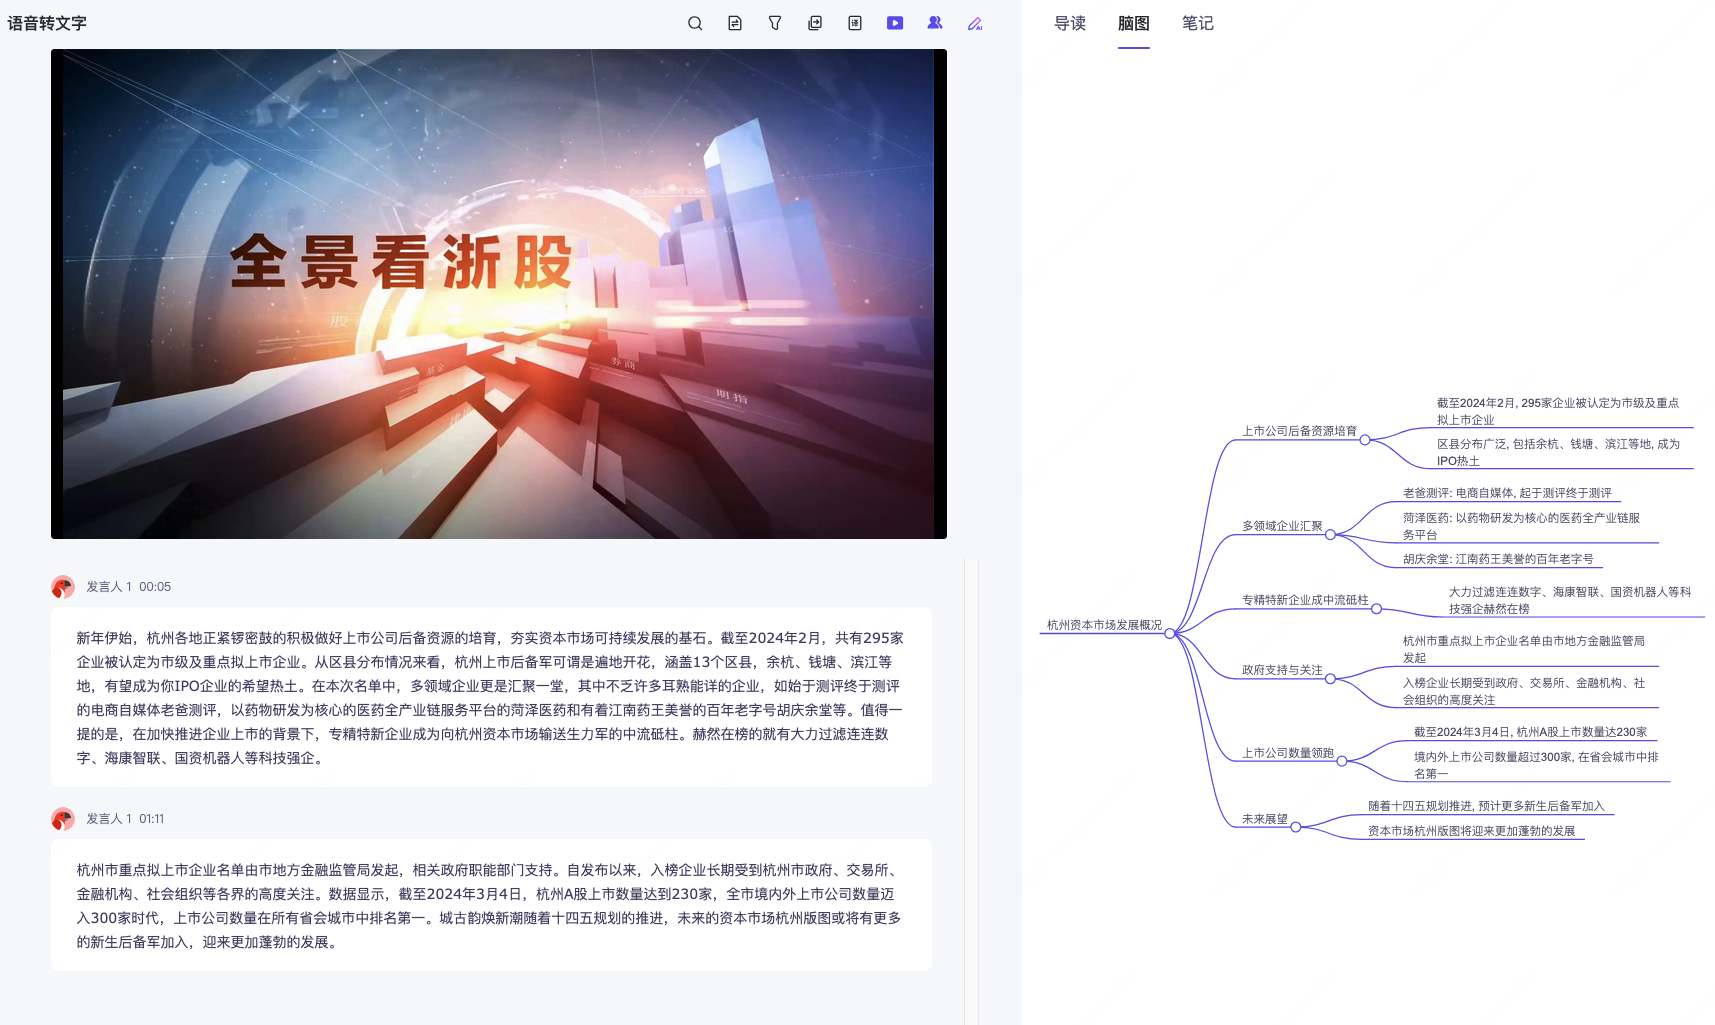 语音转文字
导读 脑图 笔记
全景看浙股
股
基金
券商
期指
发言人 1 00:05
新年伊始，杭州各地正紧锣密鼓的积极做好上市公司后备资源的培育，夯实资本市场可持续发展的基石。截至2024年2月，共有295家
企业被认定为市级及重点拟上市企业。从区县分布情况来看，杭州上市后备军可谓是遍地开花，涵盖13个区县，余杭、钱塘、滨江等
地，有望成为你IPO企业的希望热土。在本次名单中，多领域企业更是汇聚一堂，其中不乏许多耳熟能详的企业，如始于测评终于测评
的电商自媒体老爸测评，以药物研发为核心的医药全产业链服务平台的菏泽医药和有着江南药王美誉的百年老字号胡庆余堂等。值得一
提的是，在加快推进企业上市的背景下，专精特新企业成为向杭州资本市场输送生力军的中流砥柱。赫然在榜的就有大力过滤连连数
字、海康智联、国资机器人等科技强企。
发言人 1 01:11
杭州市重点拟上市企业名单由市地方金融监管局发起，相关政府职能部门支持。自发布以来，入榜企业长期受到杭州市政府、交易所、
金融机构、社会组织等各界的高度关注。数据显示，截至2024年3月4日，杭州A股上市数量达到230家，全市境内外上市公司数量迈
入300家时代，上市公司数量在所有省会城市中排名第一。城古韵焕新潮随着十四五规划的推进，未来的资本市场杭州版图或将有更多
的新生后备军加入，迎来更加蓬勃的发展。
杭州资本市场发展概况
上市公司后备资源培育
截至2024年2月, 295家企业被认定为市级及重点
拟上市企业
区县分布广泛, 包括余杭、钱塘、滨江等地, 成为
IPO热土
多领域企业汇聚
老爸测评: 电商自媒体, 起于测评终于测评
菏泽医药: 以药物研发为核心的医药全产业链服
务平台
胡庆余堂: 江南药王美誉的百年老字号
专精特新企业成中流砥柱
大力过滤连连数字、海康智联、国资机器人等科
技强企赫然在榜
政府支持与关注
杭州市重点拟上市企业名单由市地方金融监管局
发起
入榜企业长期受到政府、交易所、金融机构、社
会组织的高度关注
上市公司数量领跑
截至2024年3月4日, 杭州A股上市数量达230家
境内外上市公司数量超过300家, 在省会城市中排
名第一
未来展望
随着十四五规划推进, 预计更多新生后备军加入
资本市场杭州版图将迎来更加蓬勃的发展